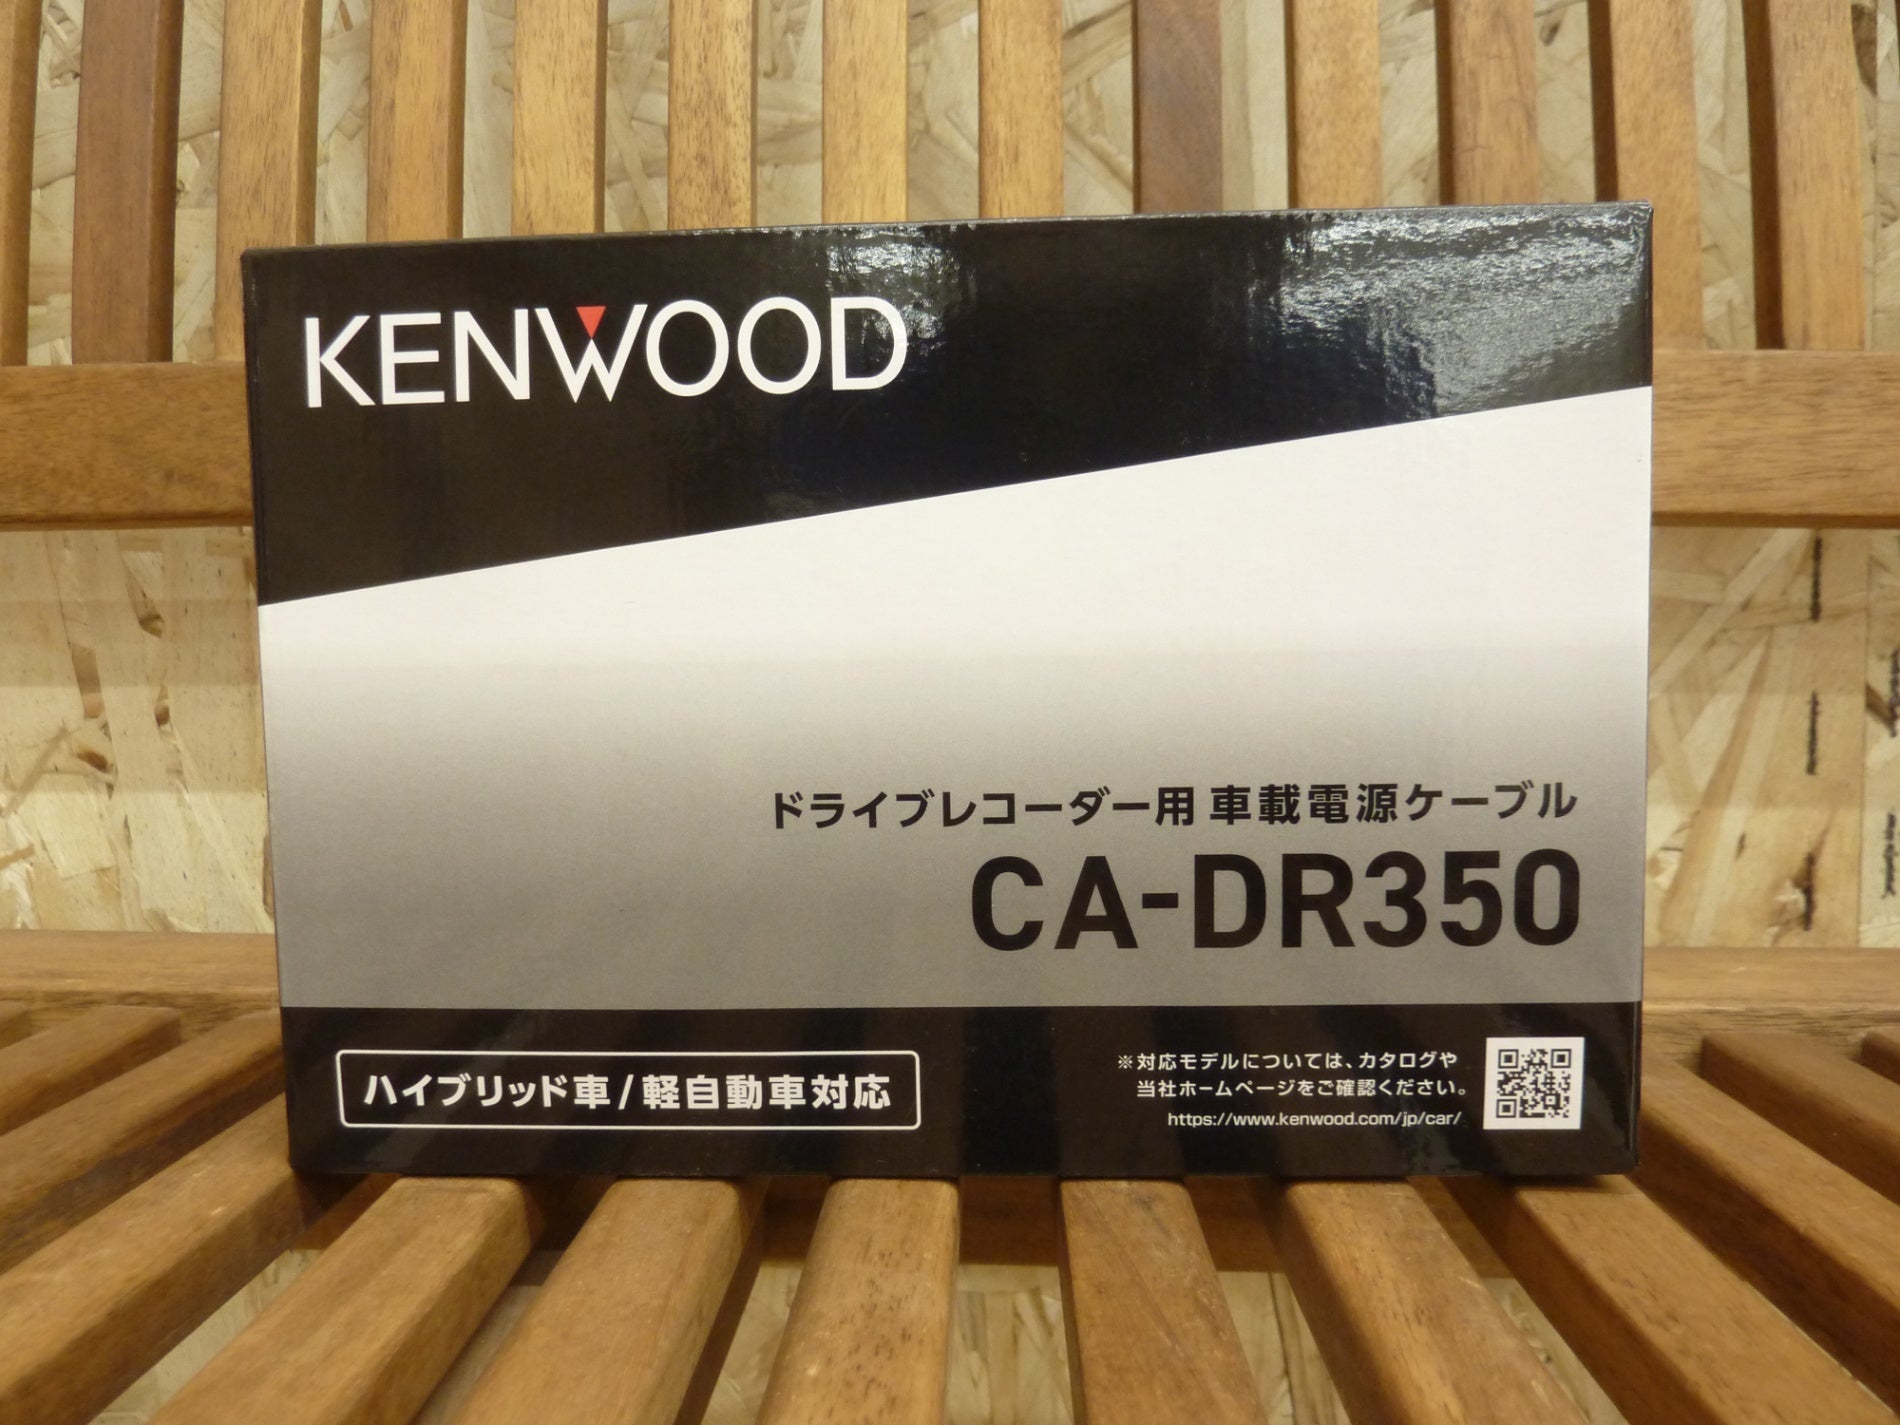 KENWOOD
ドライブレコーダー用 車載電源ケーブル
CA-DR350
ハイブリッド車/軽自動車対応
※対応モデルについては、カタログや
当社ホームページをご確認ください。
https://www.kenwood.com/jp/car/